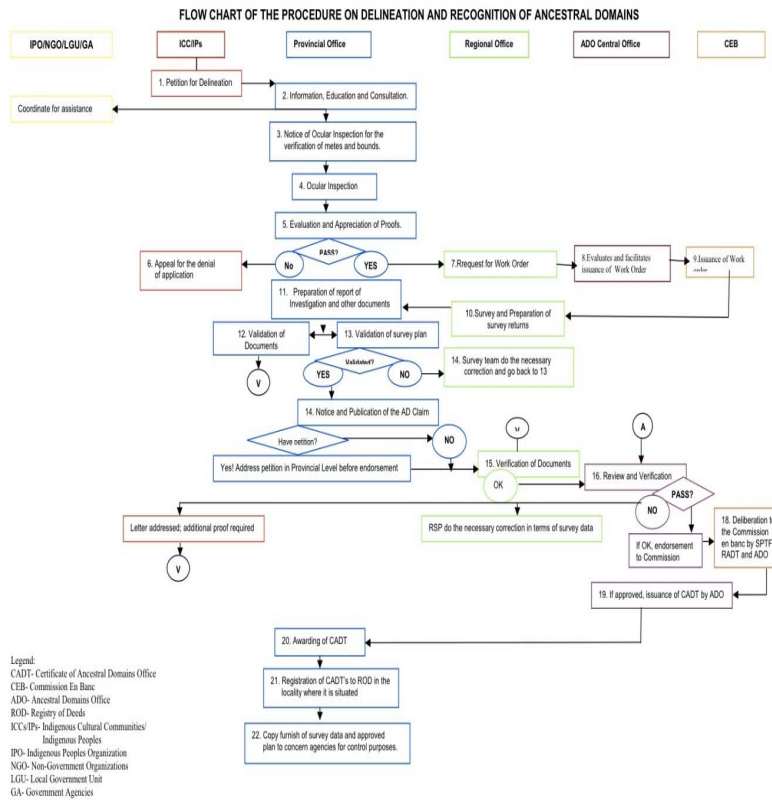 FLOW CHART OF THE PROCEDURE ON DELINEATION AND RECOGNITION OF ANCESTRAL DOMAINS
IPO/NGO/LGU/GA
ICC/IPs
Provincial Office
Regional Office
ADO Central Office
CEB
1. Petition for Delineation
2. Information, Education and Consultation.
Coordinate for assistance
3. Notice of Ocular Inspection for the
verification of metes and bounds.
4. Ocular Inspection
5. Evaluation and Appreciation of Proofs.
PASS?
No
YES
6. Appeal for the denial
of application
7.Rrequest for Work Order
8.Evaluates and facilitates
issuance of Work Order
9.Issuance of Work
order
11. Preparation of report of
Investigation and other documents
10.Survey and Preparation of
survey returns
12. Validation of
Documents
13. Validation of survey plan
V
Validated?
YES
NO
14. Survey team do the necessary
correction and go back to 13
14. Notice and Publication of the AD Claim
Have petition?
NO
V
A
Yes! Address petition in Provincial Level before endorsement
15. Verification of Documents
OK
16. Review and Verification
PASS?
NO
Letter addressed; additional proof required
RSP do the necessary correction in terms of survey data
If OK, endorsement
to Commission
18. Deliberation to
the Commission
en banc by SPTF
RADT and ADO
V
19. If approved, issuance of CADT by ADO
20. Awarding of CADT
21. Registration of CADT's to ROD in the
locality where it is situated
22. Copy furnish of survey data and approved
plan to concern agencies for control purposes.
Legend:
CADT- Certificate of Ancestral Domains Office
CEB- Commission En Banc
ADO- Ancestral Domains Office
ROD- Registry of Deeds
ICCs/IPs- Indigenous Cultural Communities/
Indigenous Peoples
IPO- Indigenous Peoples Organization
NGO- Non-Government Organizations
LGU- Local Government Unit
GA- Government Agencies